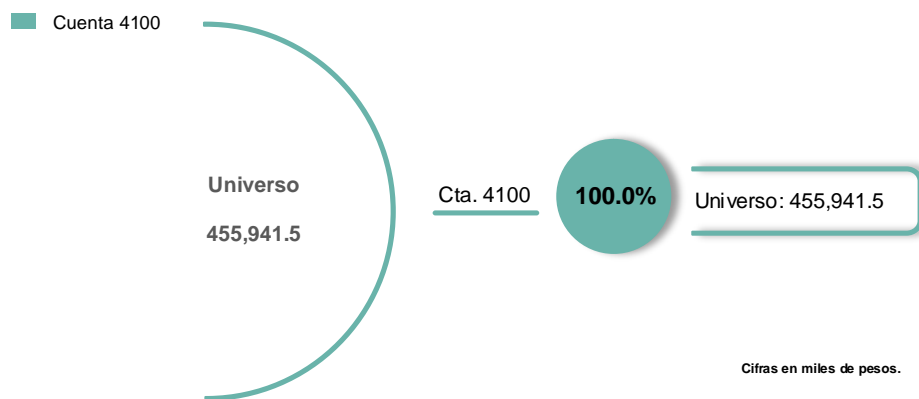 Cuenta 4100
Universo
455,941.5
Cta. 4100
100.0%
Universo: 455,941.5
Cifras en miles de pesos.